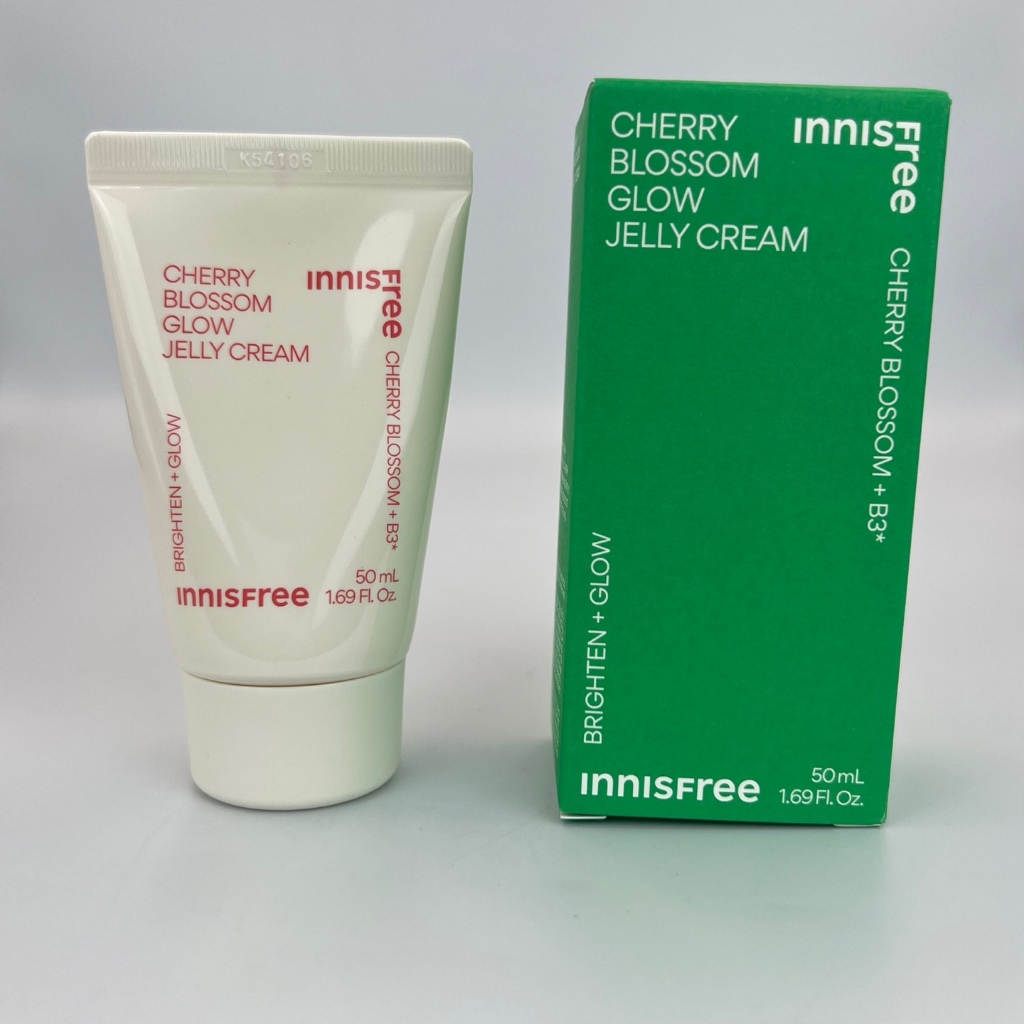 K54106
CHERRY
BLOSSOM
GLOW
JELLY CREAM
INNISFree
CHERRY BLOSSOM + B3*
BRIGHTEN + GLOW
INNISFree
50 mL
1.69 Fl. Oz.
CHERRY
BLOSSOM
GLOW
JELLY CREAM
INNISFree
CHERRY BLOSSOM + B3*
BRIGHTEN + GLOW
INNISFree
50 mL
1.69 Fl. Oz.